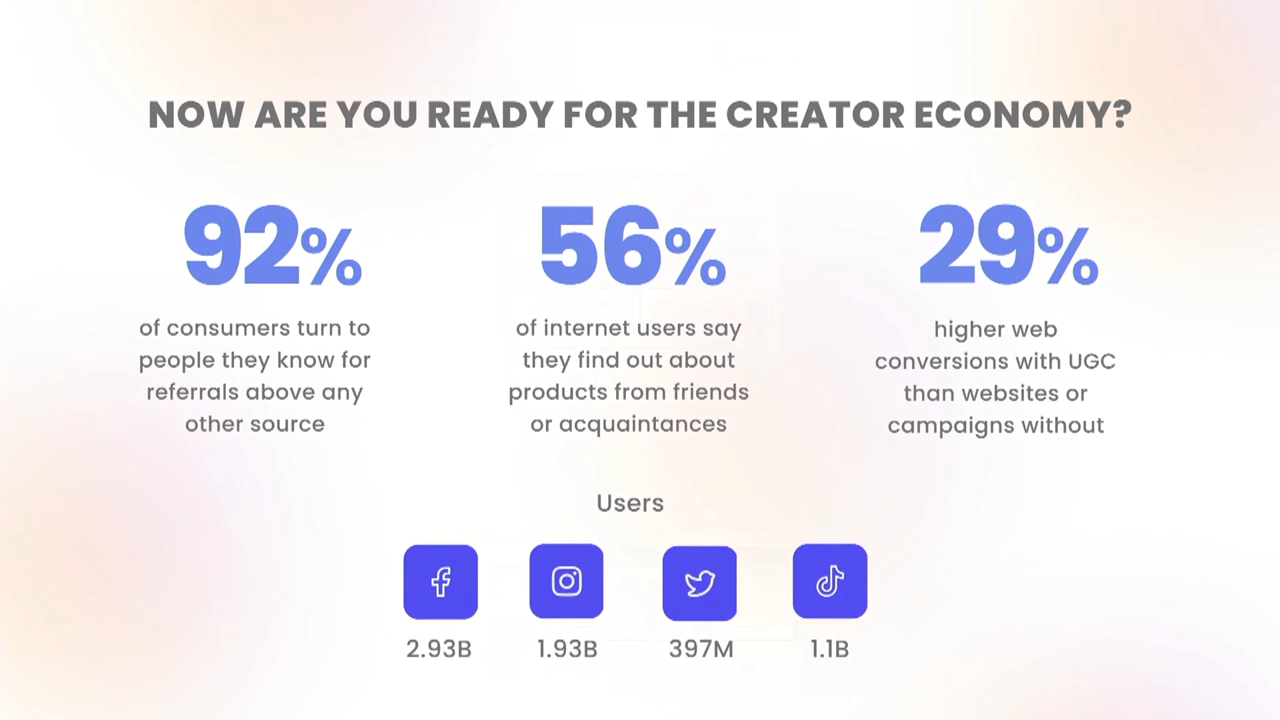 NOW ARE YOU READY FOR THE CREATOR ECONOMY?
92%
of consumers turn to
people they know for
referrals above any
other source
56%
of internet users say
they find out about
products from friends
or acquaintances
29%
higher web
conversions with UGC
than websites or
campaigns without
Users
2.93B
1.93B
397M
1.1B